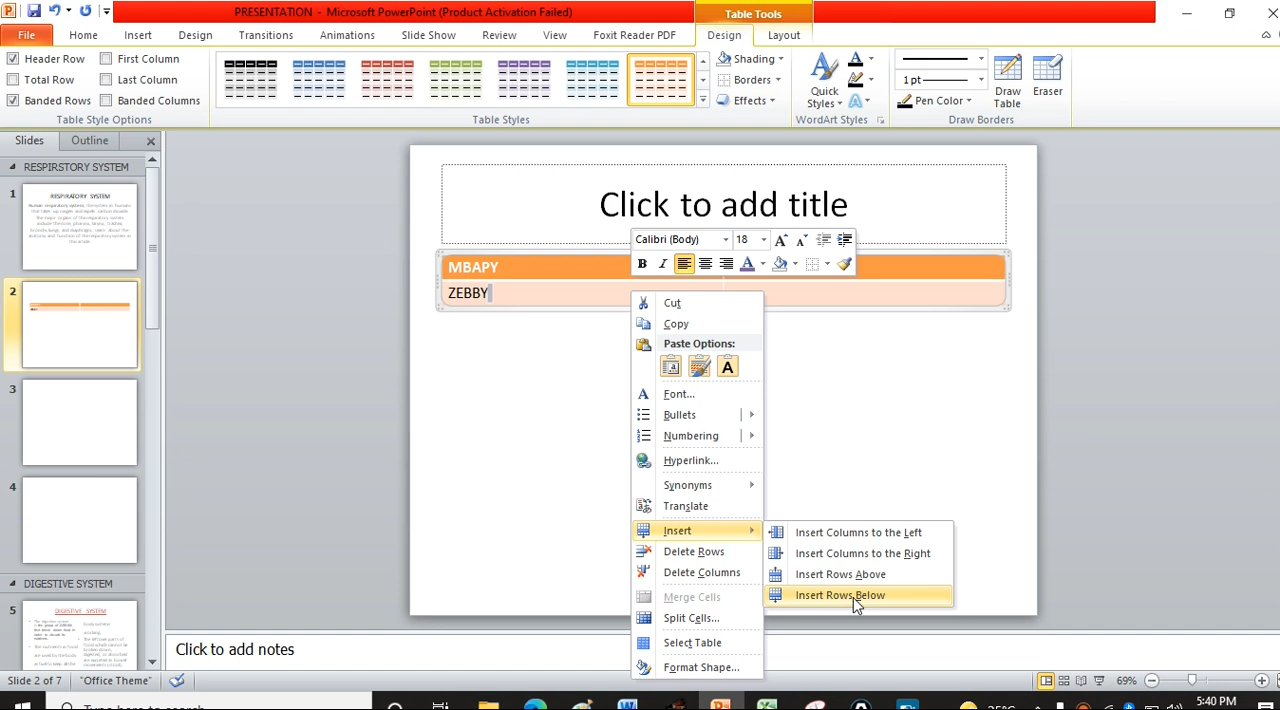 PRESENTATION - Microsoft PowerPoint (Product Activation Failed)
Table Tools
File Home Insert Design Transitions Animations Slide Show Review View Foxit Reader PDF Design Layout
Header Row First Column
Total Row Last Column
Banded Rows Banded Columns
Table Style Options
Table Styles
Shading
Borders
Effects
Quick Styles
WordArt Styles
1 pt
Pen Color
Draw Table
Eraser
Draw Borders
Slides Outline
RESPIRSTORY SYSTEM
1
RESPIRATORY SYSTEM
2
3
4
DIGESTIVE SYSTEM
5
DIGESTIVE SYSTEM
Click to add title
Calibri (Body) 18
MBAPY
ZEBBY
Cut
Copy
Paste Options:
Font...
Bullets
Numbering
Hyperlink...
Synonyms
Translate
Insert
Delete Rows
Delete Columns
Merge Cells
Split Cells...
Select Table
Format Shape...
Insert Columns to the Left
Insert Columns to the Right
Insert Rows Above
Insert Rows Below
Click to add notes
Slide 2 of 7 "Office Theme" 69%
5:40 PM